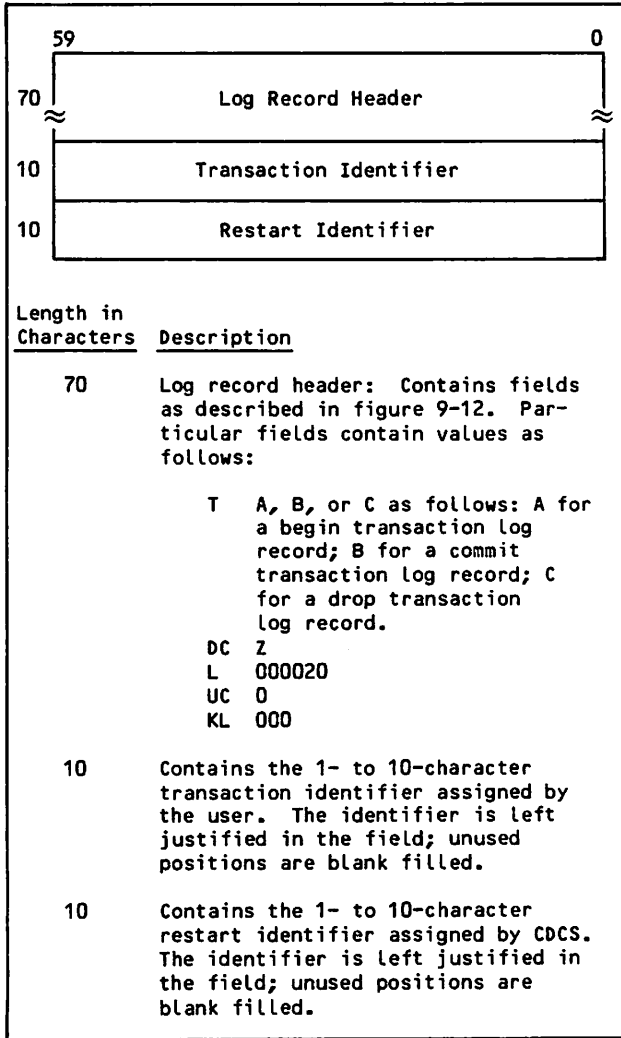 59 0
70 Log Record Header
10 Transaction Identifier
10 Restart Identifier
Length in
Characters Description
70 Log record header: Contains fields
as described in figure 9-12. Par-
ticular fields contain values as
follows:
T A, B, or C as follows: A for
a begin transaction log
record; B for a commit
transaction log record; C
for a drop transaction
log record.
DC Z
L 000020
UC 0
KL 000
10 Contains the 1- to 10-character
transaction identifier assigned by
the user. The identifier is left
justified in the field; unused
positions are blank filled.
10 Contains the 1- to 10-character
restart identifier assigned by CDCS.
The identifier is left justified in
the field; unused positions are
blank filled.